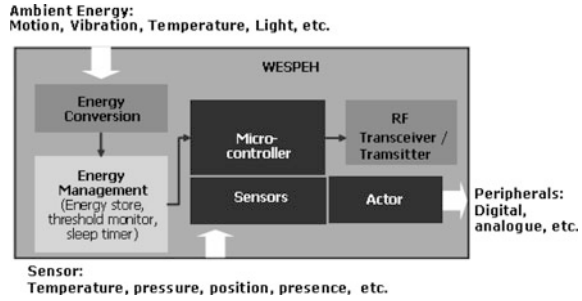 Ambient Energy:
Motion, Vibration, Temperature, Light, etc.
WESPEH
Energy
Conversion
Micro-
controller
RF
Transceiver /
Tramsitter
Energy
Management
(Energy store,
threshold monitor,
sleep timer)
Sensors
Actor
Peripherals:
Digital,
analogue, etc.
Sensor:
Temperature, pressure, position, presence, etc.